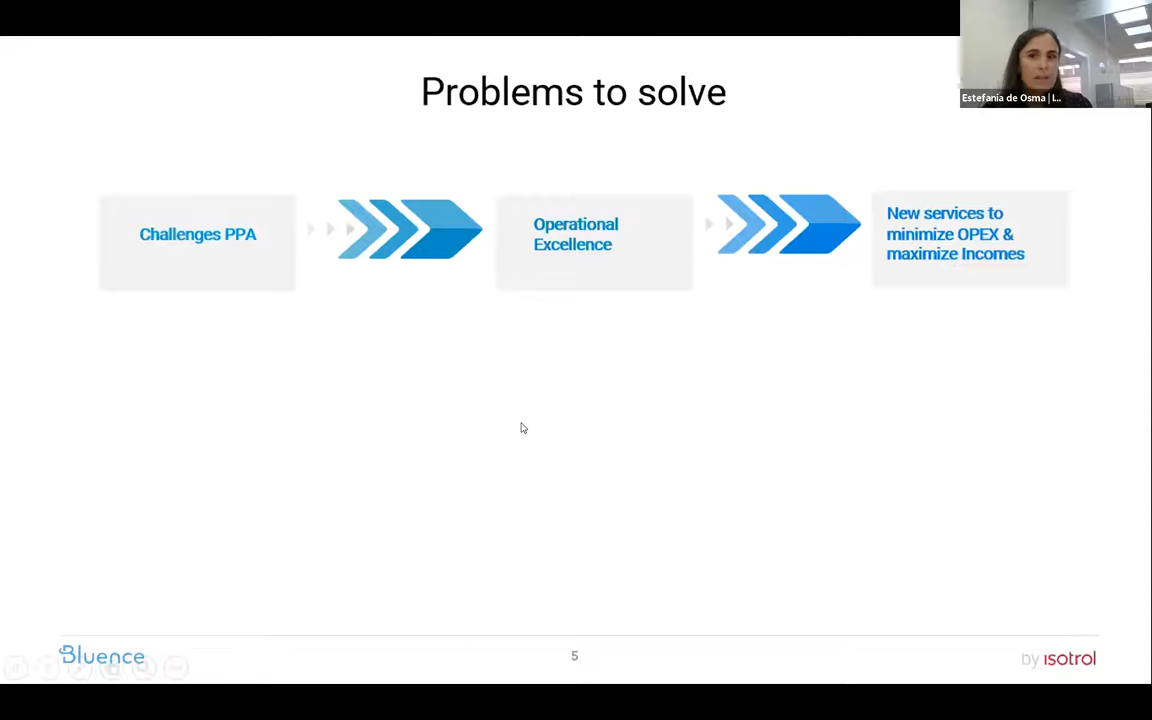 Problems to solve
Estefanía de Osma | I...
Challenges PPA
Operational
Excellence
New services to
minimize OPEX &
maximize Incomes
Bluence
5
by isotrol